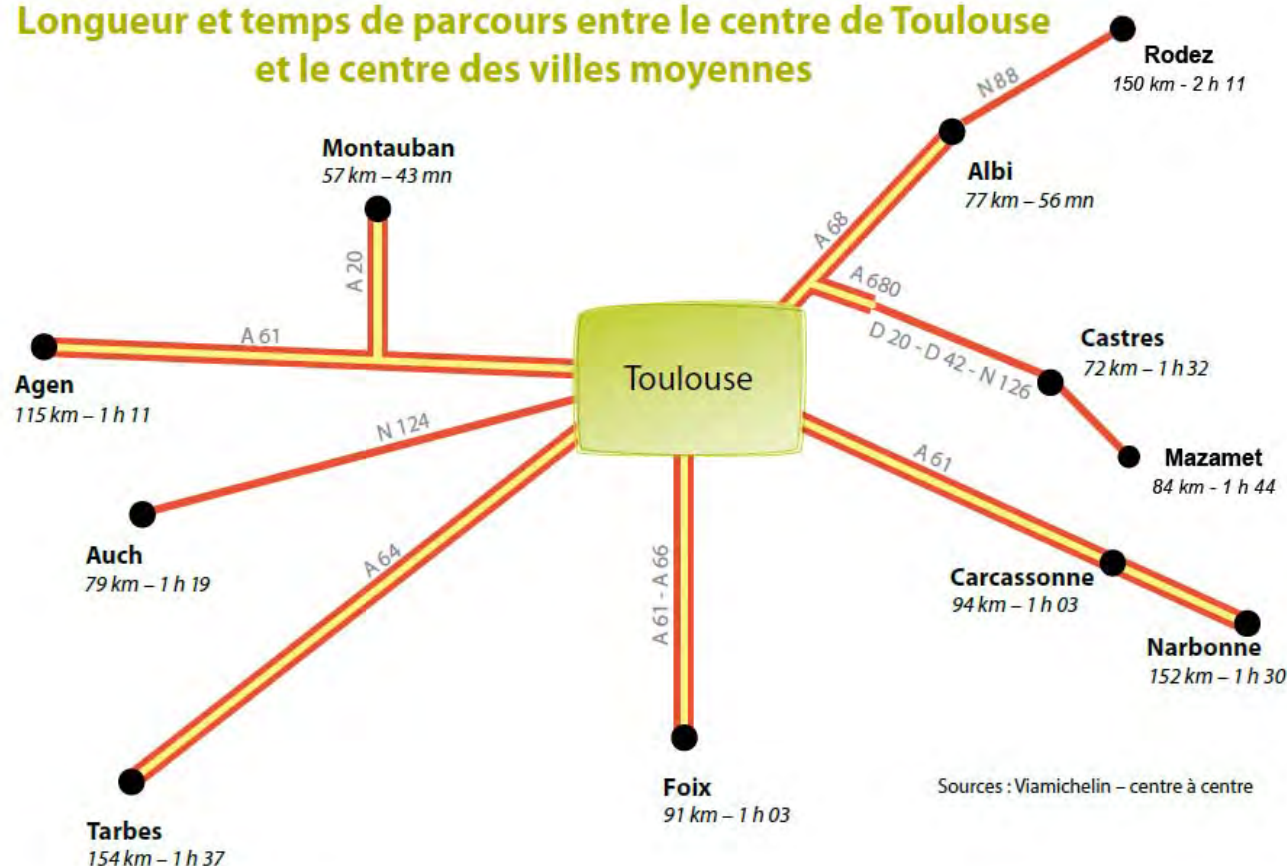 Longueur et temps de parcours entre le centre de Toulouse
et le centre des villes moyennes
Rodez
150 km - 2 h 11
N88
Montauban
57 km – 43 mn
Albi
77 km – 56 mn
A 68
A 20
A 680
A 61
D 20 - D 42 - N 126
Castres
72 km – 1 h 32
Agen
115 km – 1 h 11
Toulouse
N 124
A 61
Mazamet
84 km - 1 h 44
Auch
79 km – 1 h 19
A 64
A 61 - A 66
Carcassonne
94 km – 1 h 03
Narbonne
152 km – 1 h 30
Foix
91 km – 1 h 03
Sources : Viamichelin – centre à centre
Tarbes
154 km – 1 h 37